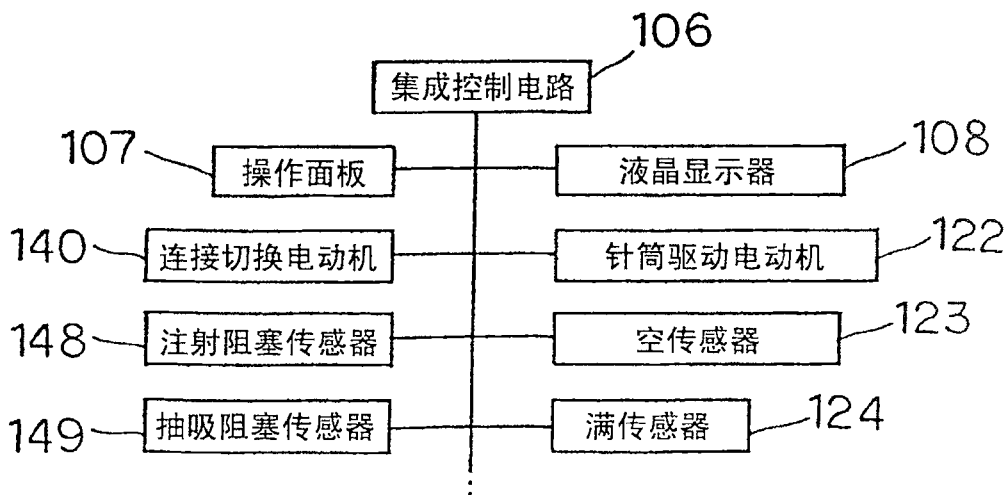 106
集成控制电路
107
操作面板
液晶显示器
108
140
连接切换电动机
针筒驱动电动机
122
148
注射阻塞传感器
空传感器
123
149
抽吸阻塞传感器
满传感器
124